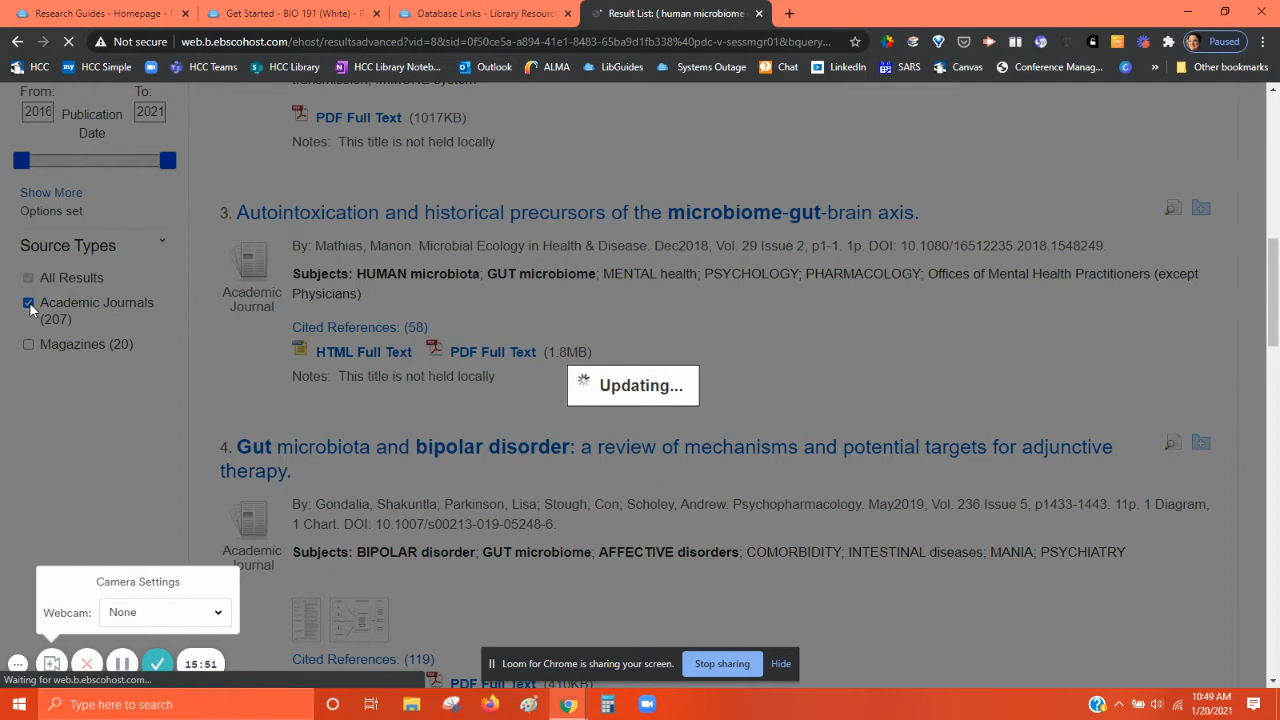 Research Guides - Homepage - R
Get Started - BIO 191 (White) - R
Database Links - Library Resourc
Result List: ( human microbiome
Not secure
web.b.ebscohost.com/ehost/resultsadvanced?vid=8&sid=0f50ce5a-a894-41e1-8483-65ba9d1fb338%40pdc-v-sessmgr01&bquery...
Paused
HCC
my HCC Simple
HCC Teams
HCC Library
HCC Library Noteb...
Outlook
ALMA
LibGuides
Systems Outage
Chat
LinkedIn
SARS
Canvas
Conference Manag...
Other bookmarks
From: To:
2016 Publication 2021
Date
Show More
Options set
Source Types
All Results
Academic Journals
(207)
Magazines (20)
PDF Full Text (1017KB)
Notes: This title is not held locally
3. Autointoxication and historical precursors of the microbiome-gut-brain axis.
By: Mathias, Manon. Microbial Ecology in Health & Disease. Dec2018, Vol. 29 Issue 2, p1-1. 1p. DOI: 10.1080/16512235.2018.1548249.
Academic
Journal
Subjects: HUMAN microbiota; GUT microbiome; MENTAL health; PSYCHOLOGY; PHARMACOLOGY; Offices of Mental Health Practitioners (except
Physicians)
Cited References: (58)
HTML Full Text PDF Full Text (1.8MB)
Notes: This title is not held locally
Updating...
4. Gut microbiota and bipolar disorder: a review of mechanisms and potential targets for adjunctive
therapy.
By: Gondalia, Shakuntla; Parkinson, Lisa; Stough, Con; Scholey, Andrew. Psychopharmacology. May2019, Vol. 236 Issue 5, p1433-1443. 11p. 1 Diagram,
1 Chart. DOI: 10.1007/s00213-019-05248-6.
Academic
Journal
Subjects: BIPOLAR disorder; GUT microbiome; AFFECTIVE disorders; COMORBIDITY; INTESTINAL diseases; MANIA; PSYCHIATRY
Cited References: (119)
PDF Full Text (410KB)
Camera Settings
Webcam: None
15:51
Loom for Chrome is sharing your screen. Stop sharing Hide
Waiting for web.b.ebscohost.com...
Type here to search
10:49 AM
1/20/2021